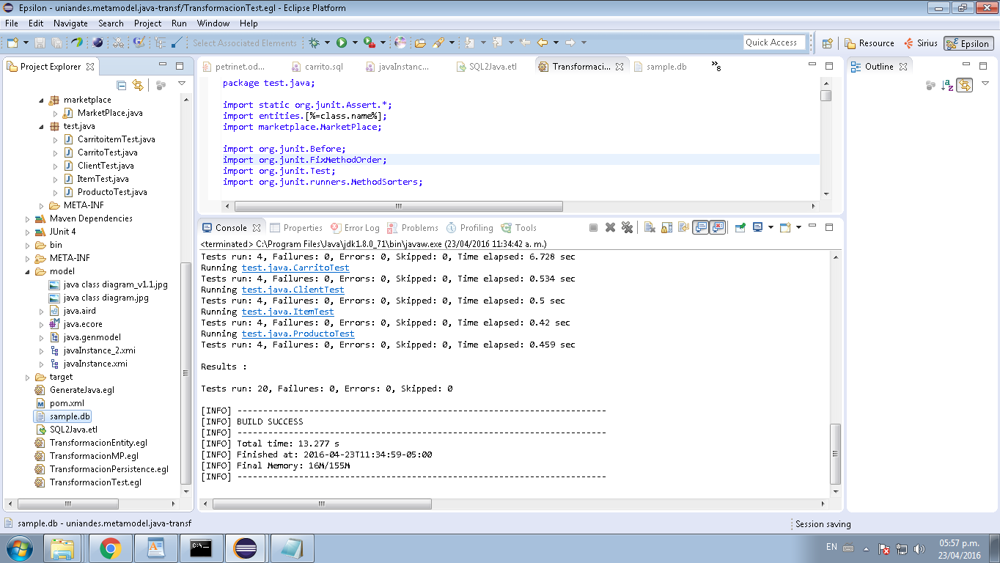 Epsilon - uniandes.metamodel.java-transf/TransformacionTest.egl - Eclipse Platform
File Edit Navigate Search Project Run Window Help
Select Associated Elements
Quick Access
Resource
Sirius
Epsilon
Project Explorer
marketplace
MarketPlace.java
test.java
CarritoitemTest.java
CarritoTest.java
ClientTest.java
ItemTest.java
ProductoTest.java
META-INF
Maven Dependencies
JUnit 4
bin
META-INF
model
java class diagram_v1.1.jpg
java class diagram.jpg
java.aird
java.ecore
java.genmodel
javaInstance_2.xmi
javaInstance.xmi
target
GenerateJava.egl
pom.xml
sample.db
SQL2Java.etl
TransformacionEntity.egl
TransformacionMP.egl
TransformacionPersistence.egl
TransformacionTest.egl
petrinet.od...
carrito.sql
javaInstanc...
SQL2Java.etl
Transformaci...
sample.db
»8
package test.java;
import static org.junit.Assert.*;
import entities.[%=class.name%];
import marketplace.MarketPlace;
import org.junit.Before;
import org.junit.FixMethodOrder;
import org.junit.Test;
import org.junit.runners.MethodSorters;
Outline
Console
Properties
Error Log
Problems
Profiling
Tools
<terminated> C:\Program Files\Java\jdk1.8.0_71\bin\javaw.exe (23/04/2016 11:34:42 a. m.)
Tests run: 4, Failures: 0, Errors: 0, Skipped: 0, Time elapsed: 6.728 sec
Running test.java.CarritoTest
Tests run: 4, Failures: 0, Errors: 0, Skipped: 0, Time elapsed: 0.534 sec
Running test.java.ClientTest
Tests run: 4, Failures: 0, Errors: 0, Skipped: 0, Time elapsed: 0.5 sec
Running test.java.ItemTest
Tests run: 4, Failures: 0, Errors: 0, Skipped: 0, Time elapsed: 0.42 sec
Running test.java.ProductoTest
Tests run: 4, Failures: 0, Errors: 0, Skipped: 0, Time elapsed: 0.459 sec
Results :
Tests run: 20, Failures: 0, Errors: 0, Skipped: 0
[INFO] ------------------------------------------------------------------------
[INFO] BUILD SUCCESS
[INFO] ------------------------------------------------------------------------
[INFO] Total time: 13.277 s
[INFO] Finished at: 2016-04-23T11:34:59-05:00
[INFO] Final Memory: 16M/155M
[INFO] ------------------------------------------------------------------------
sample.db - uniandes.metamodel.java-transf
Session saving
EN
05:57 p.m.
23/04/2016